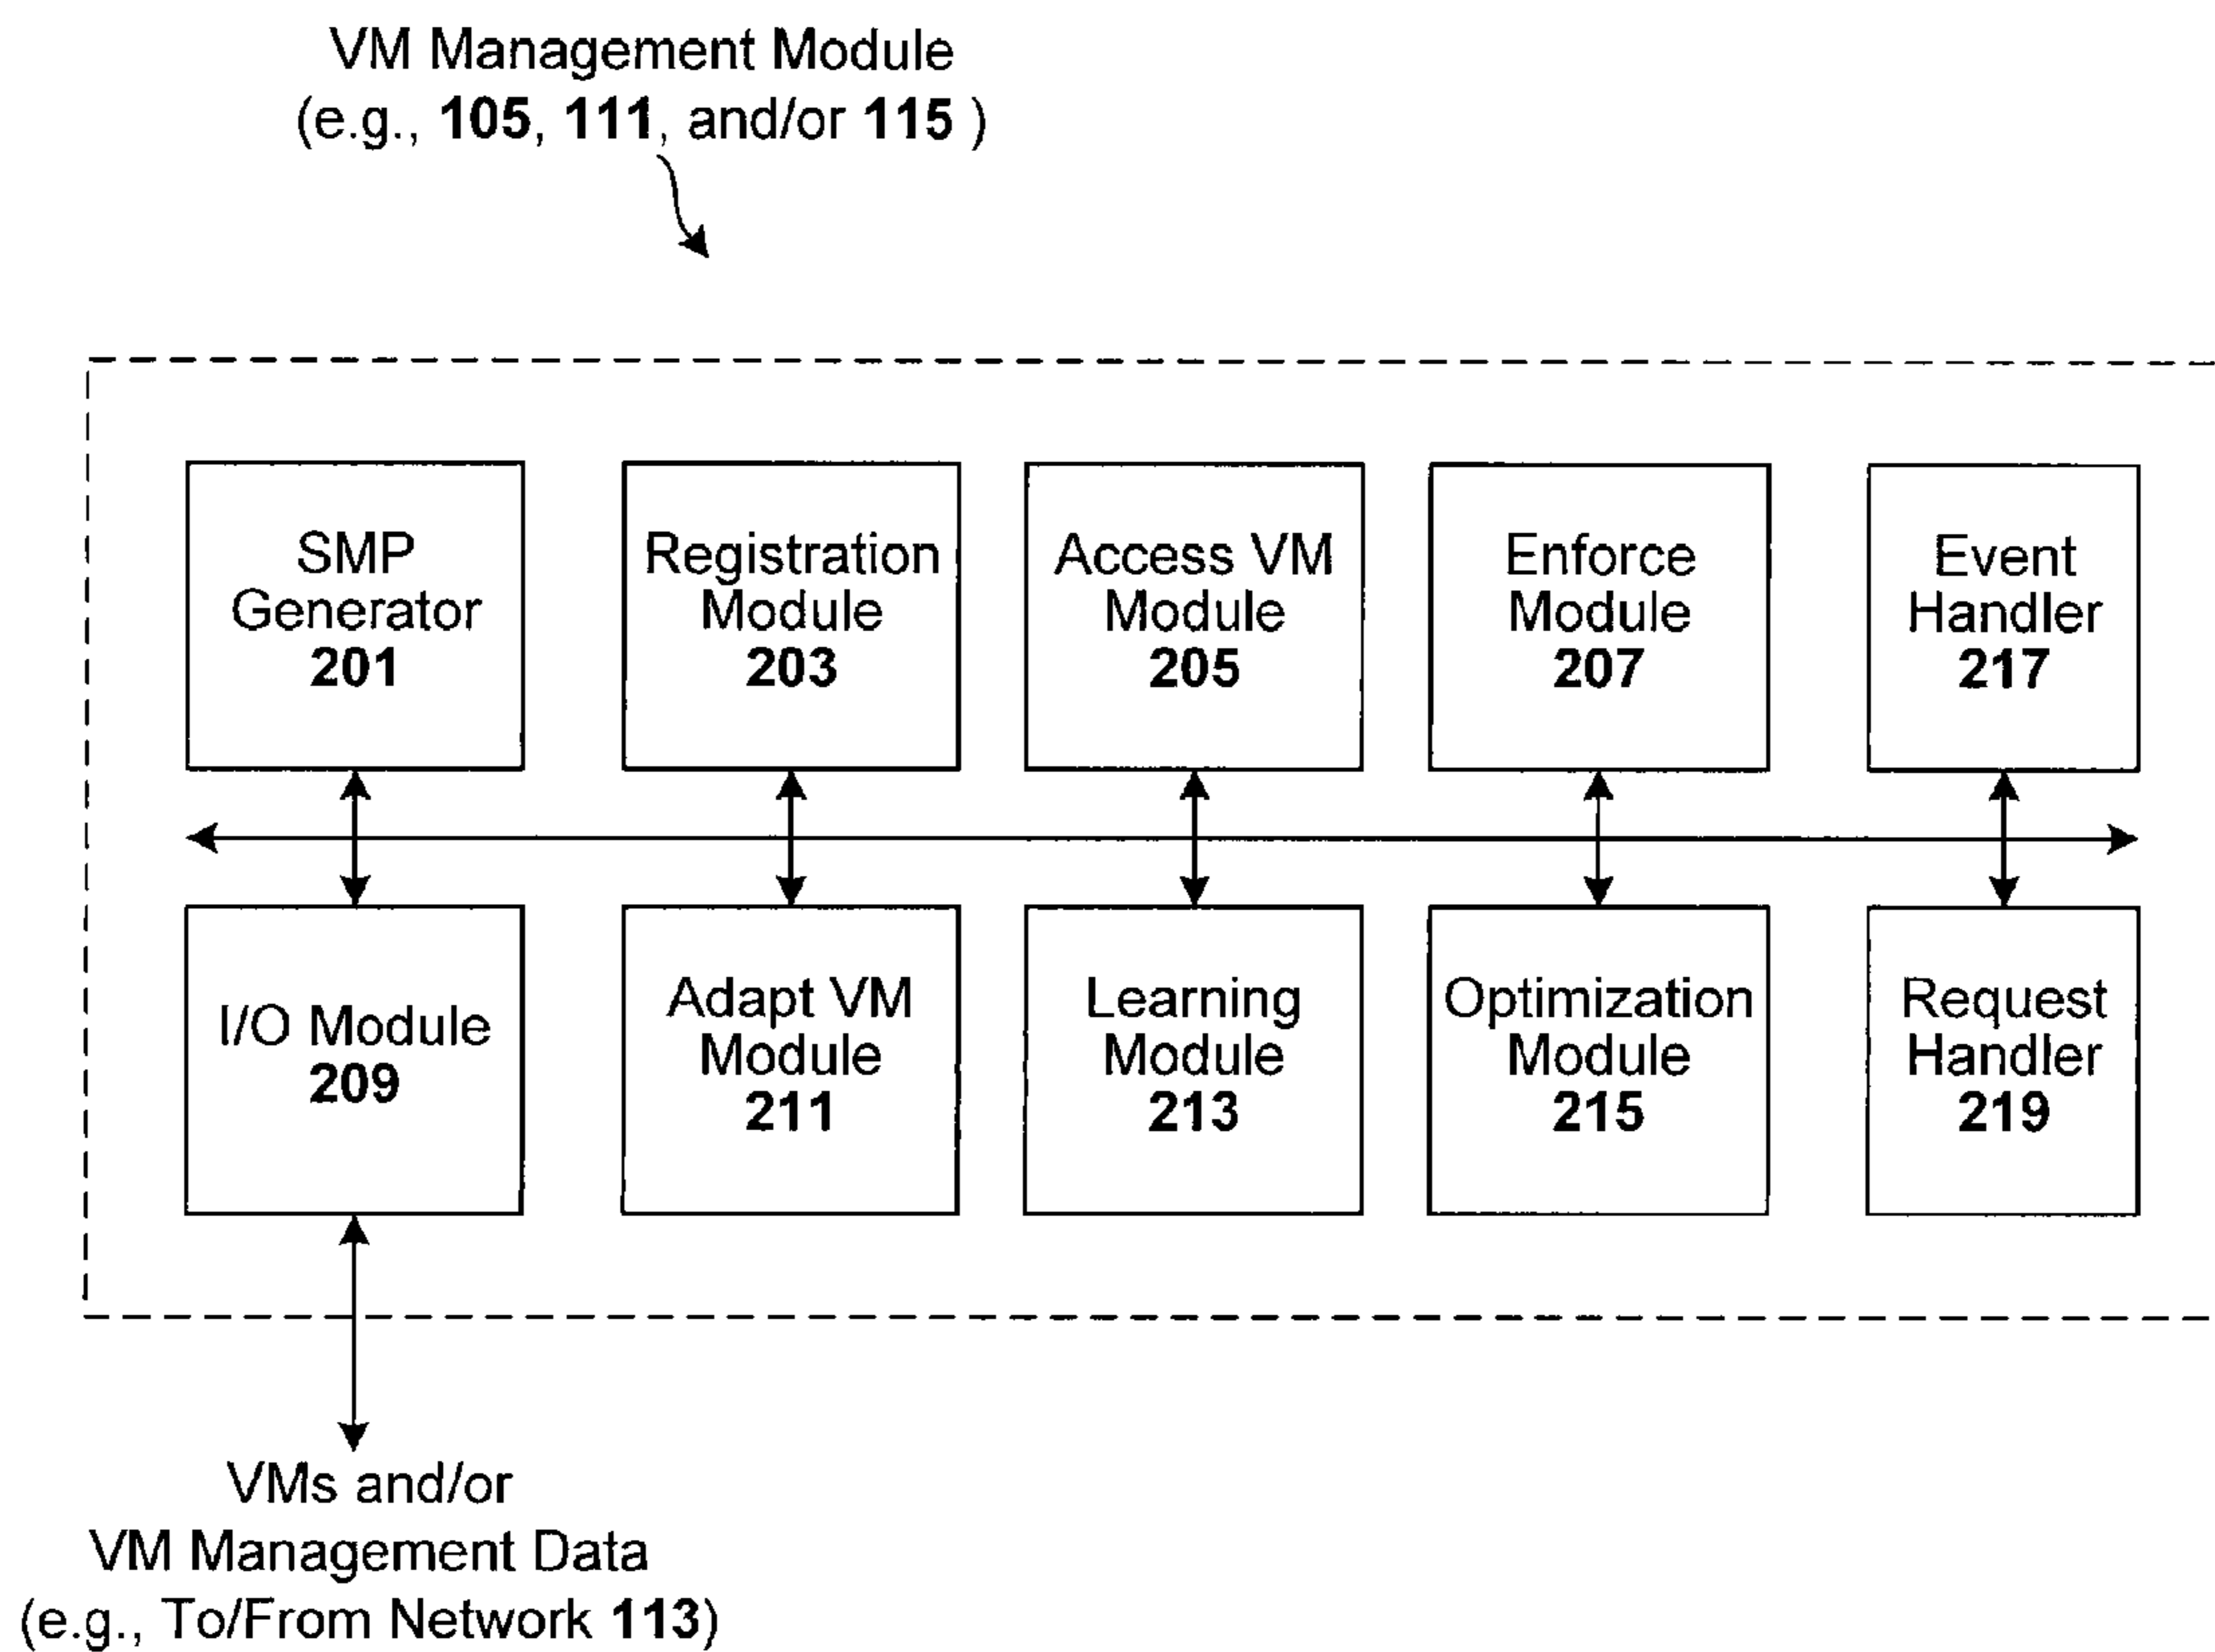 VM Management Module
(e.g., 105, 111, and/or 115 )
SMP
Generator
201
Registration
Module
203
Access VM
Module
205
Enforce
Module
207
Event
Handler
217
I/O Module
209
Adapt VM
Module
211
Learning
Module
213
Optimization
Module
215
Request
Handler
219
VMs and/or
VM Management Data
(e.g., To/From Network 113)